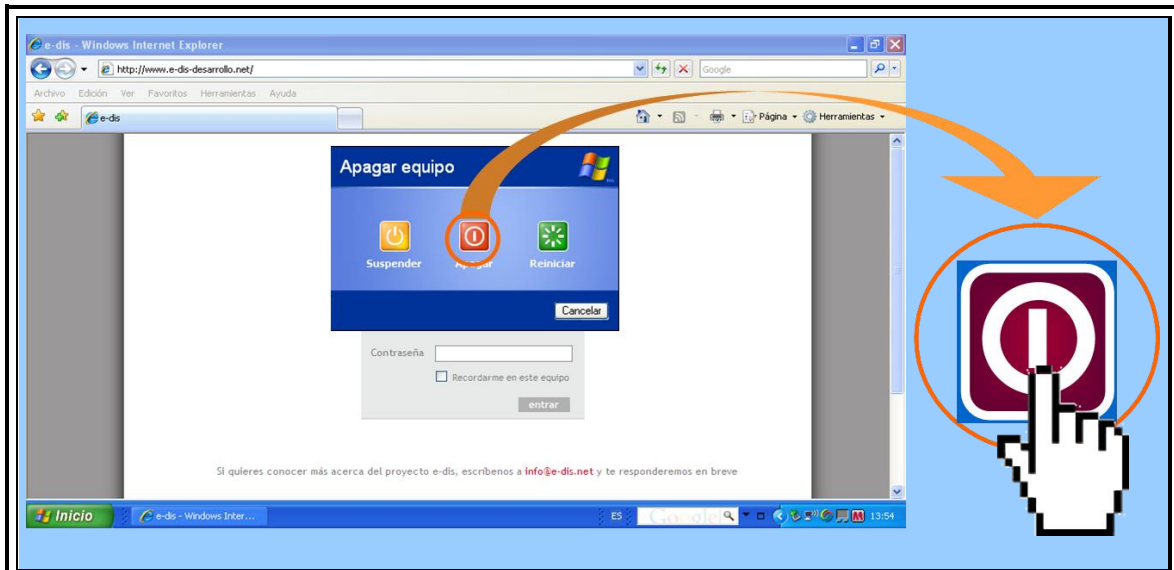 e-dis - Windows Internet Explorer
http://www.e-dis-desarrollo.net/
Google
Archivo Edición Ver Favoritos Herramientas Ayuda
e-dis
Página
Herramientas
Apagar equipo
Suspender
Apagar
Reiniciar
Cancelar
Contraseña
Recordarme en este equipo
entrar
Si quieres conocer más acerca del proyecto e-dis, escríbenos a info@e-dis.net y te responderemos en breve
Inicio
e-dis - Windows Inter...
ES
Google
13:54